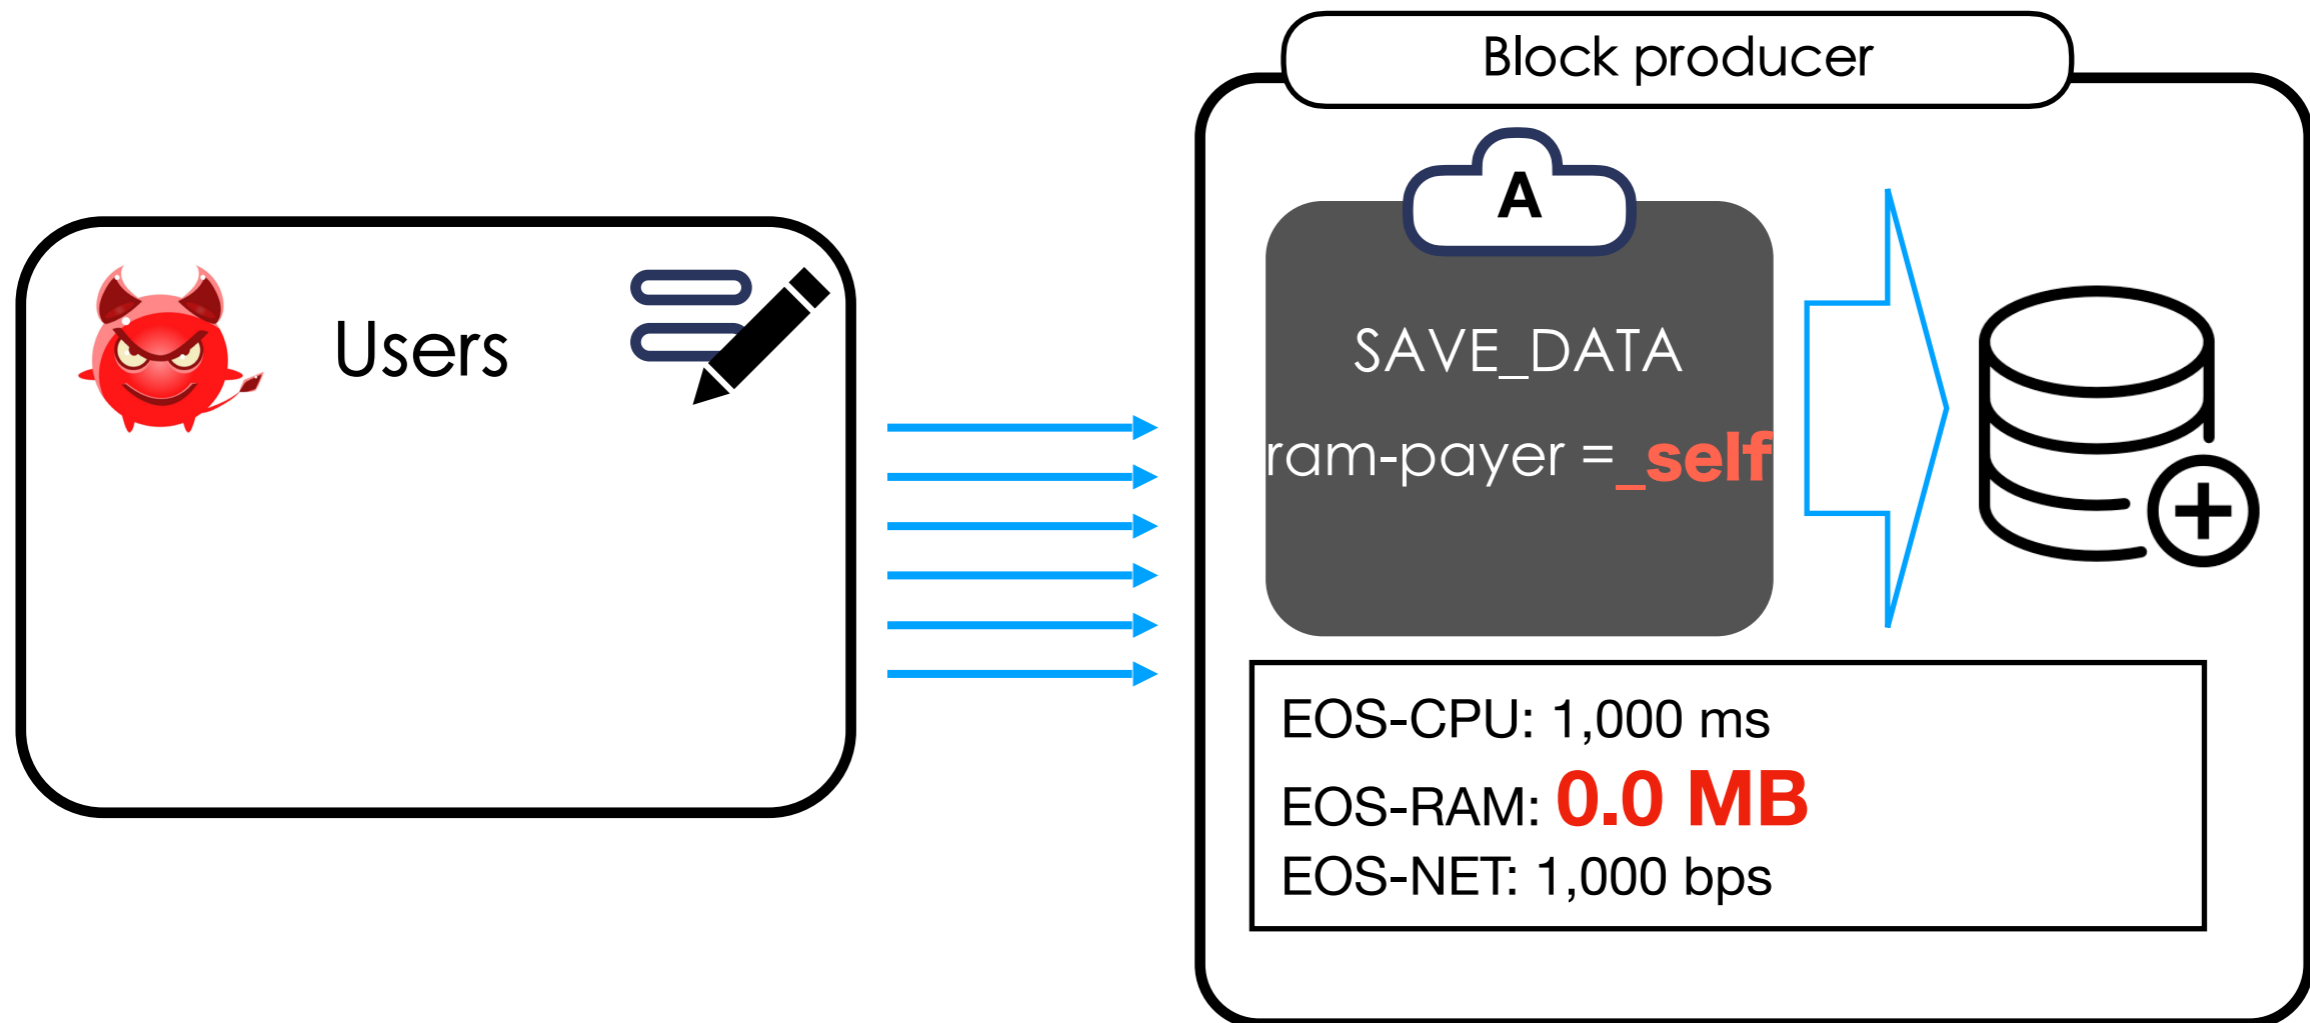 Block producer
A
Users
SAVE_DATA
ram-payer = _self
EOS-CPU: 1,000 ms
EOS-RAM: 0.0 MB
EOS-NET: 1,000 bps